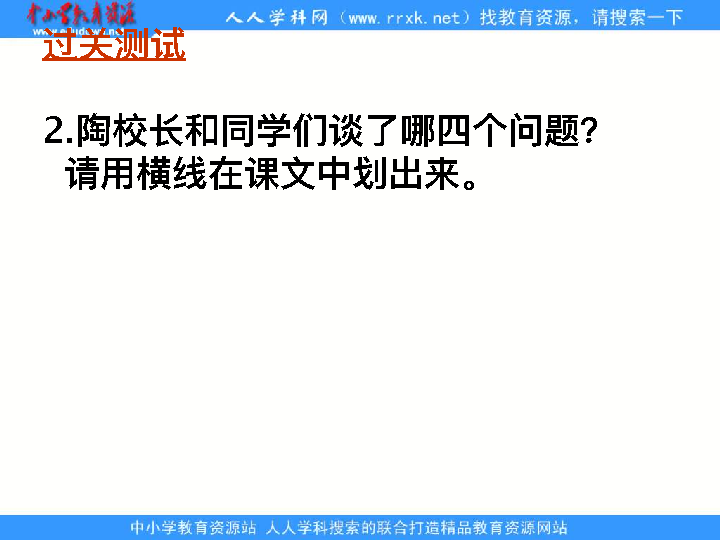 中小学教育资源
人人学科网（www.rrxk.net）找教育资源，请搜索一下
过关测试
2.陶校长和同学们谈了哪四个问题?
请用横线在课文中划出来。
中小学教育资源站 人人学科搜索的联合打造精品教育资源网站